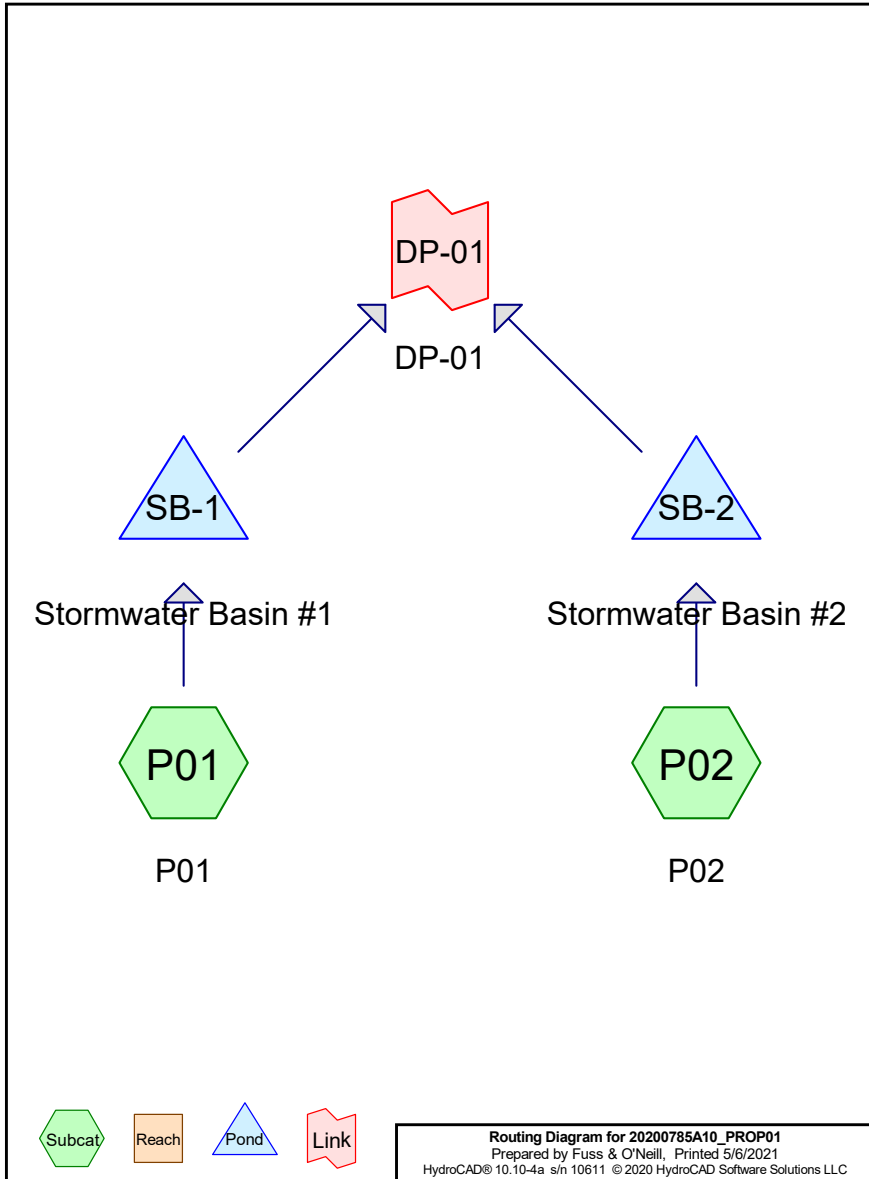 DP-01
DP-01
SB-1
SB-2
Stormwater Basin #1
Stormwater Basin #2
P01
P02
P01
P02
Subcat
Reach
Pond
Link
Routing Diagram for 20200785A10_PROP01
Prepared by Fuss & O'Neill, Printed 5/6/2021
HydroCAD® 10.10-4a s/n 10611 © 2020 HydroCAD Software Solutions LLC